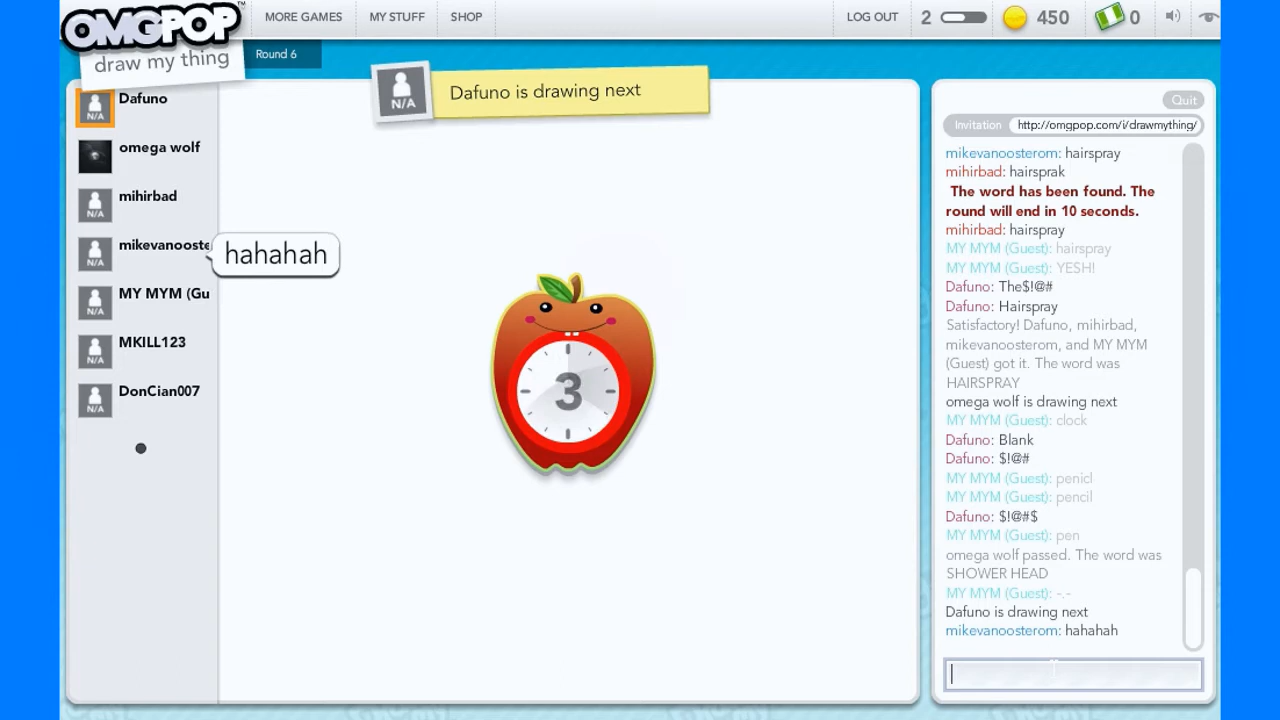 OMGPOP™
MORE GAMES
MY STUFF
SHOP
LOG OUT
2
450
0
draw my thing
Round 6
N/A
Dafuno is drawing next
N/A
Dafuno
omega wolf
N/A
mihirbad
N/A
mikevanooste
hahahah
N/A
MY MYM (Gu
N/A
MKILL123
N/A
DonCian007
3
Quit
Invitation
http://omgpop.com/i/drawmything/
mikevanoosterom: hairspray
mihirbad: hairsprak
The word has been found. The
round will end in 10 seconds.
mihirbad: hairspray
MY MYM (Guest): hairspray
MY MYM (Guest): YESH!
Dafuno: The$!@#
Dafuno: Hairspray
Satisfactory! Dafuno, mihirbad,
mikevanoosterom, and MY MYM
(Guest) got it. The word was
HAIRSPRAY
omega wolf is drawing next
MY MYM (Guest): clock
Dafuno: Blank
Dafuno: $!@#
MY MYM (Guest): penicl
MY MYM (Guest): pencil
Dafuno: $!@#$
MY MYM (Guest): pen
omega wolf passed. The word was
SHOWER HEAD
MY MYM (Guest): -.-
Dafuno is drawing next
mikevanoosterom: hahahah